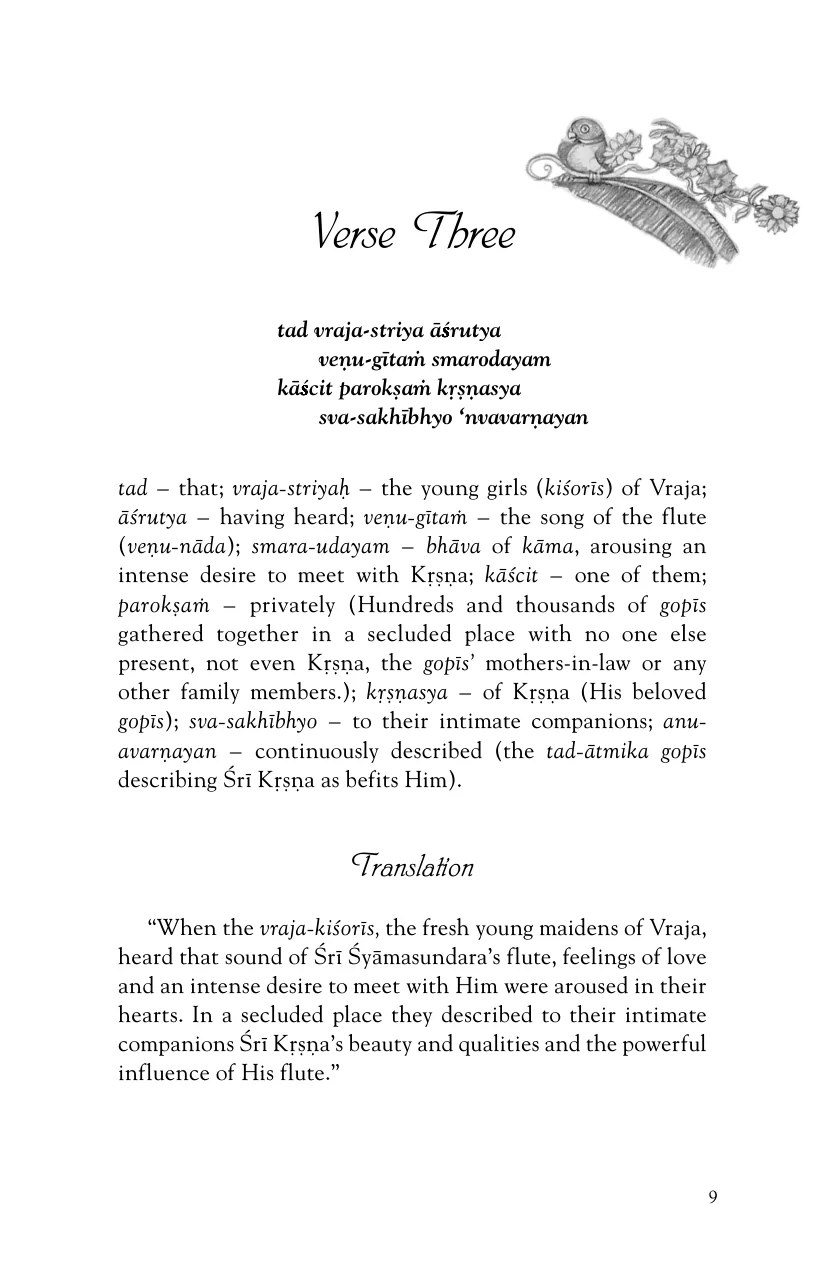 Verse Three
tad vraja-striya āśrutya
veṇu-gītaṁ smarodayam
kāścit parokṣaṁ kṛṣṇasya
sva-sakhībhyo ‘nvavarṇayan
tad – that; vraja-striyaḥ – the young girls (kiśorīs) of Vraja;
āśrutya – having heard; veṇu-gītaṁ – the song of the flute
(veṇu-nāda); smara-udayam – bhāva of kāma, arousing an
intense desire to meet with Kṛṣṇa; kāścit – one of them;
parokṣaṁ – privately (Hundreds and thousands of gopīs
gathered together in a secluded place with no one else
present, not even Kṛṣṇa, the gopīs’ mothers-in-law or any
other family members.); kṛṣṇasya – of Kṛṣṇa (His beloved
gopīs); sva-sakhībhyo – to their intimate companions; anu-
avarṇayan – continuously described (the tad-ātmika gopīs
describing Śrī Kṛṣṇa as befits Him).
Translation
“When the vraja-kiśorīs, the fresh young maidens of Vraja,
heard that sound of Śrī Śyāmasundara’s flute, feelings of love
and an intense desire to meet with Him were aroused in their
hearts. In a secluded place they described to their intimate
companions Śrī Kṛṣṇa’s beauty and qualities and the powerful
influence of His flute.”
9